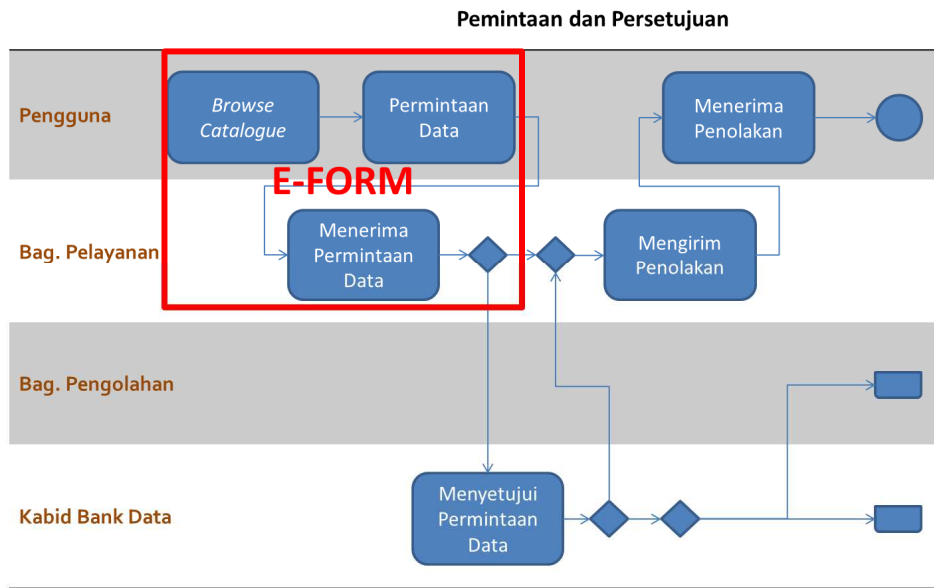 Pemintaan dan Persetujuan
Pengguna
Browse
Catalogue
Permintaan
Data
Menerima
Penolakan
E-FORM
Bag. Pelayanan
Menerima
Permintaan
Data
Mengirim
Penolakan
Bag. Pengolahan
Kabid Bank Data
Menyetujui
Permintaan
Data